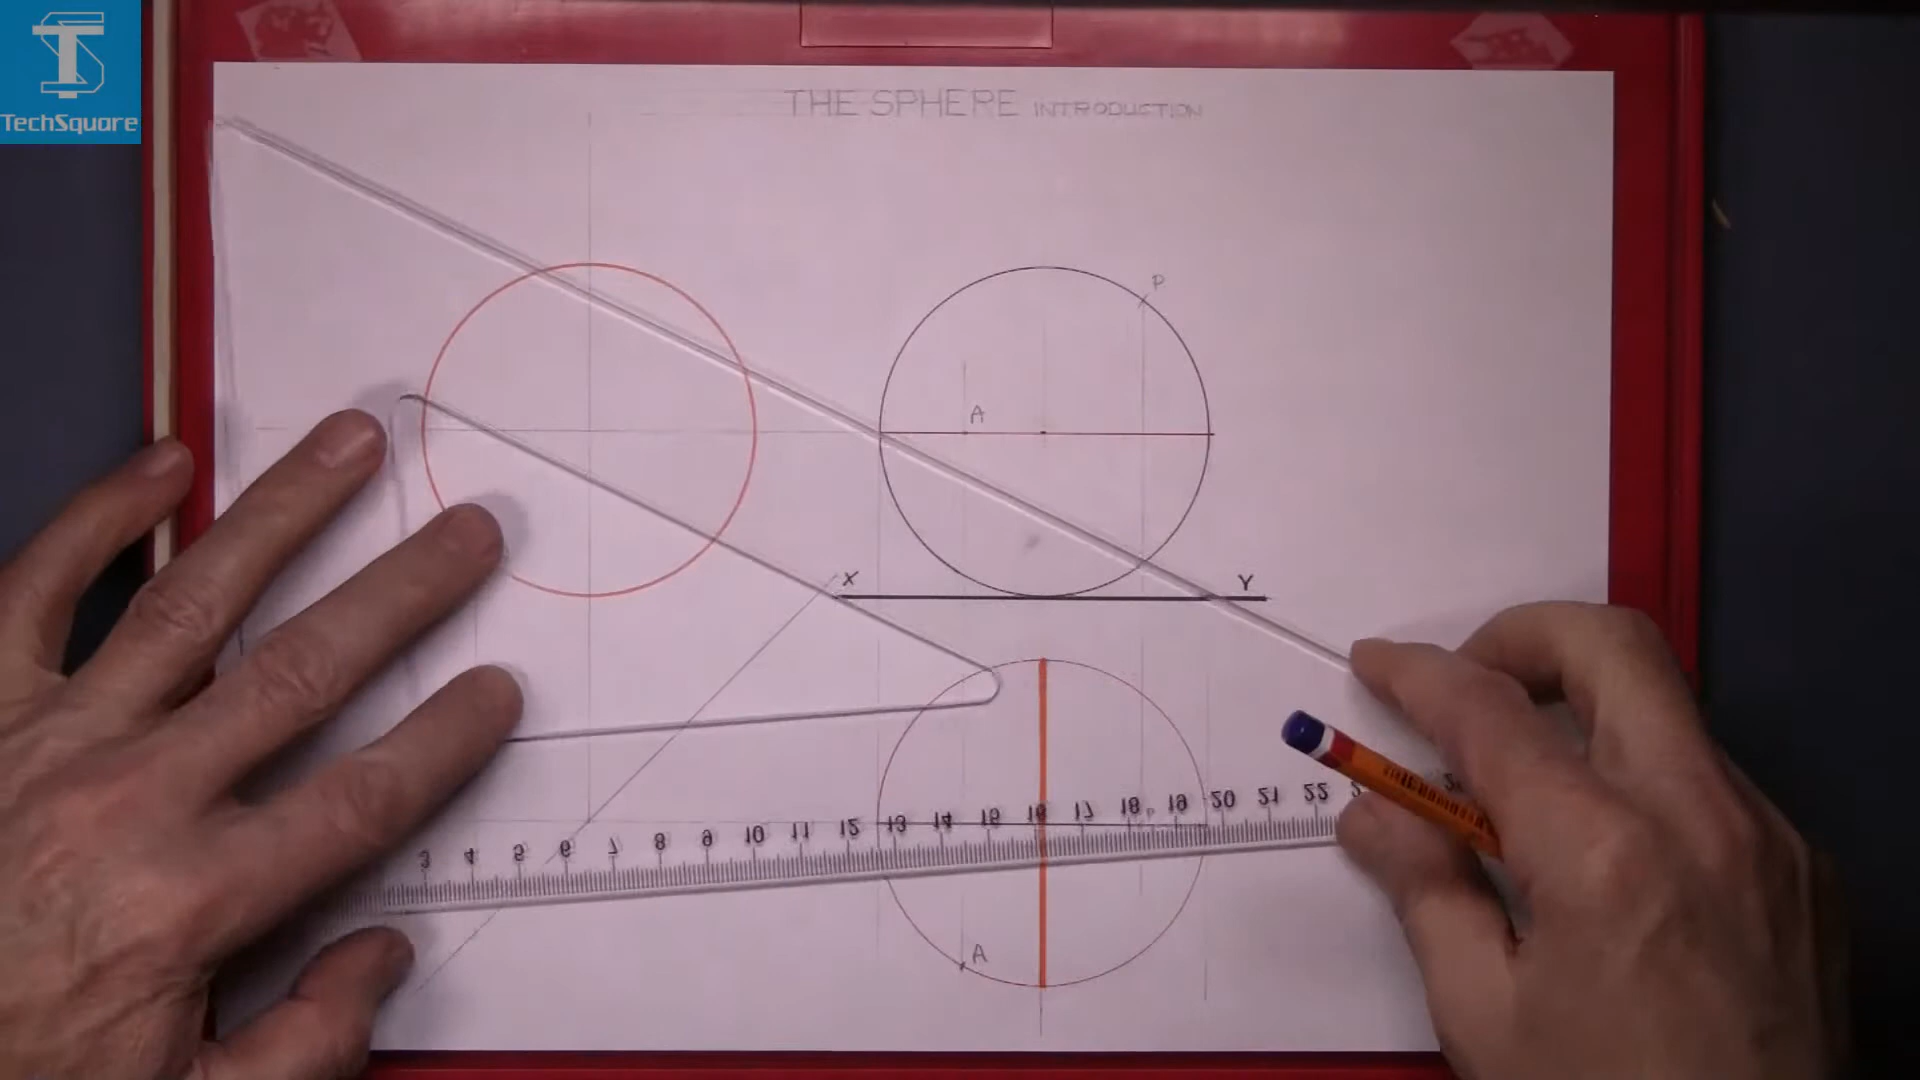 TechSquare
THE SPHERE INTRODUCTION
P
A
X
Y
3 4 5 6 7 8 9 10 11 12 13 14 15 16 17 18 19 20 21 22
A